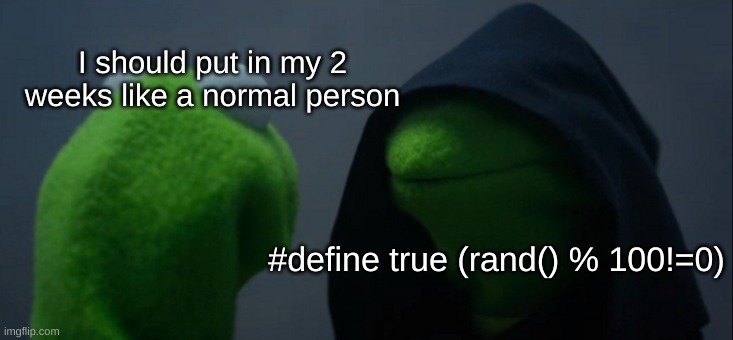 I should put in my 2
weeks like a normal person
#define true (rand() % 100!=0)
imgflip.com